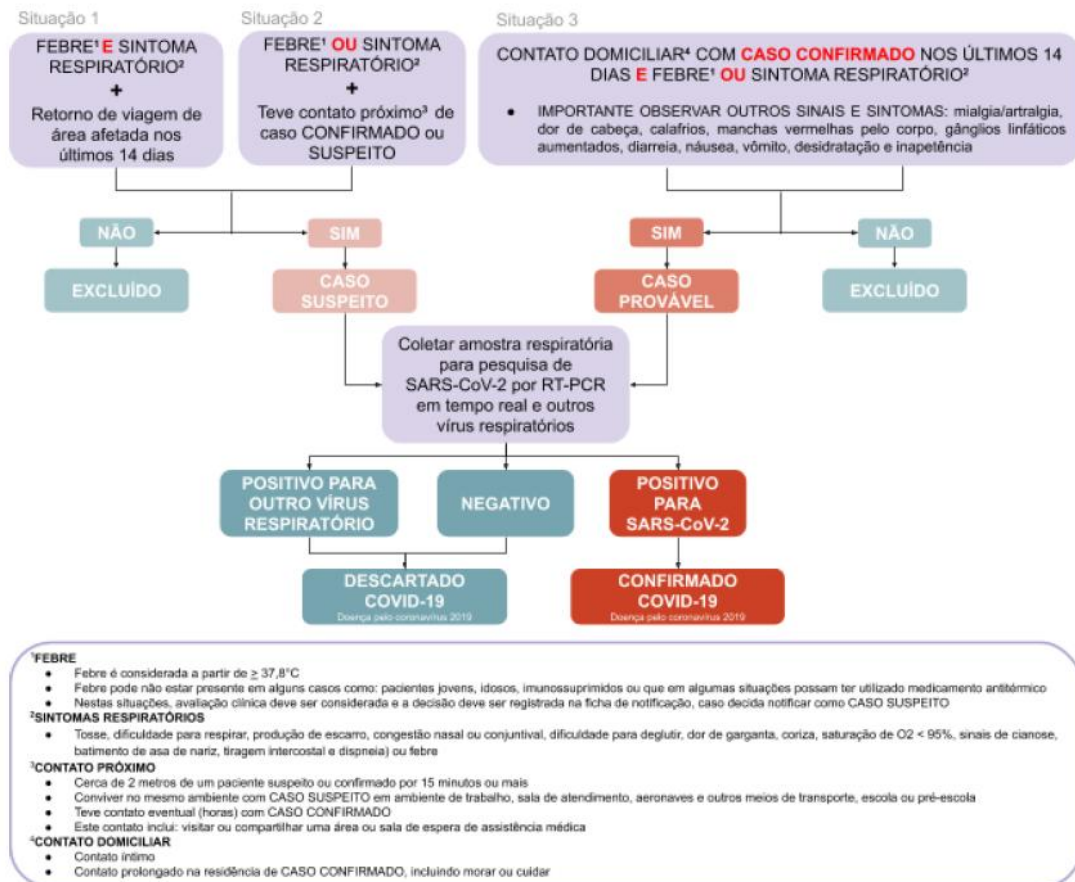 Situação 1
FEBRE¹ E SINTOMA
RESPIRATÓRIO²
+
Retorno de viagem de
área afetada nos
últimos 14 dias
Situação 2
FEBRE¹ OU SINTOMA
RESPIRATÓRIO²
+
Teve contato próximo³ de
caso CONFIRMADO ou
SUSPEITO
Situação 3
CONTATO DOMICILIAR⁴ COM CASO CONFIRMADO NOS ÚLTIMOS 14
DIAS E FEBRE¹ OU SINTOMA RESPIRATÓRIO²
• IMPORTANTE OBSERVAR OUTROS SINAIS E SINTOMAS: mialgia/artralgia,
dor de cabeça, calafrios, manchas vermelhas pelo corpo, gânglios linfáticos
aumentados, diarreia, náusea, vômito, desidratação e inapetência
NÃO
SIM
SIM
NÃO
EXCLUÍDO
CASO
SUSPEITO
CASO
PROVÁVEL
EXCLUÍDO
Coletar amostra respiratória
para pesquisa de
SARS-CoV-2 por RT-PCR
em tempo real e outros
vírus respiratórios
POSITIVO PARA
OUTRO VÍRUS
RESPIRATÓRIO
NEGATIVO
POSITIVO
PARA
SARS-CoV-2
DESCARTADO
COVID-19
Doença pelo coronavírus 2019
CONFIRMADO
COVID-19
Doença pelo coronavírus 2019
¹FEBRE
• Febre é considerada a partir de ≥ 37,8°C
• Febre pode não estar presente em alguns casos como: pacientes jovens, idosos, imunossuprimidos ou que em algumas situações possam ter utilizado medicamento antitérmico
• Nestas situações, avaliação clínica deve ser considerada e a decisão deve ser registrada na ficha de notificação, caso decida notificar como CASO SUSPEITO
²SINTOMAS RESPIRATÓRIOS
• Tosse, dificuldade para respirar, produção de escarro, congestão nasal ou conjuntival, dificuldade para deglutir, dor de garganta, coriza, saturação de O2 < 95%, sinais de cianose,
batimento de asa de nariz, tiragem intercostal e dispneia) ou febre
³CONTATO PRÓXIMO
• Cerca de 2 metros de um paciente suspeito ou confirmado por 15 minutos ou mais
• Conviver no mesmo ambiente com CASO SUSPEITO em ambiente de trabalho, sala de atendimento, aeronaves e outros meios de transporte, escola ou pré-escola
• Teve contato eventual (horas) com CASO CONFIRMADO
• Este contato inclui: visitar ou compartilhar uma área ou sala de espera de assistência médica
⁴CONTATO DOMICILIAR
• Contato íntimo
• Contato prolongado na residência de CASO CONFIRMADO, incluindo morar ou cuidar